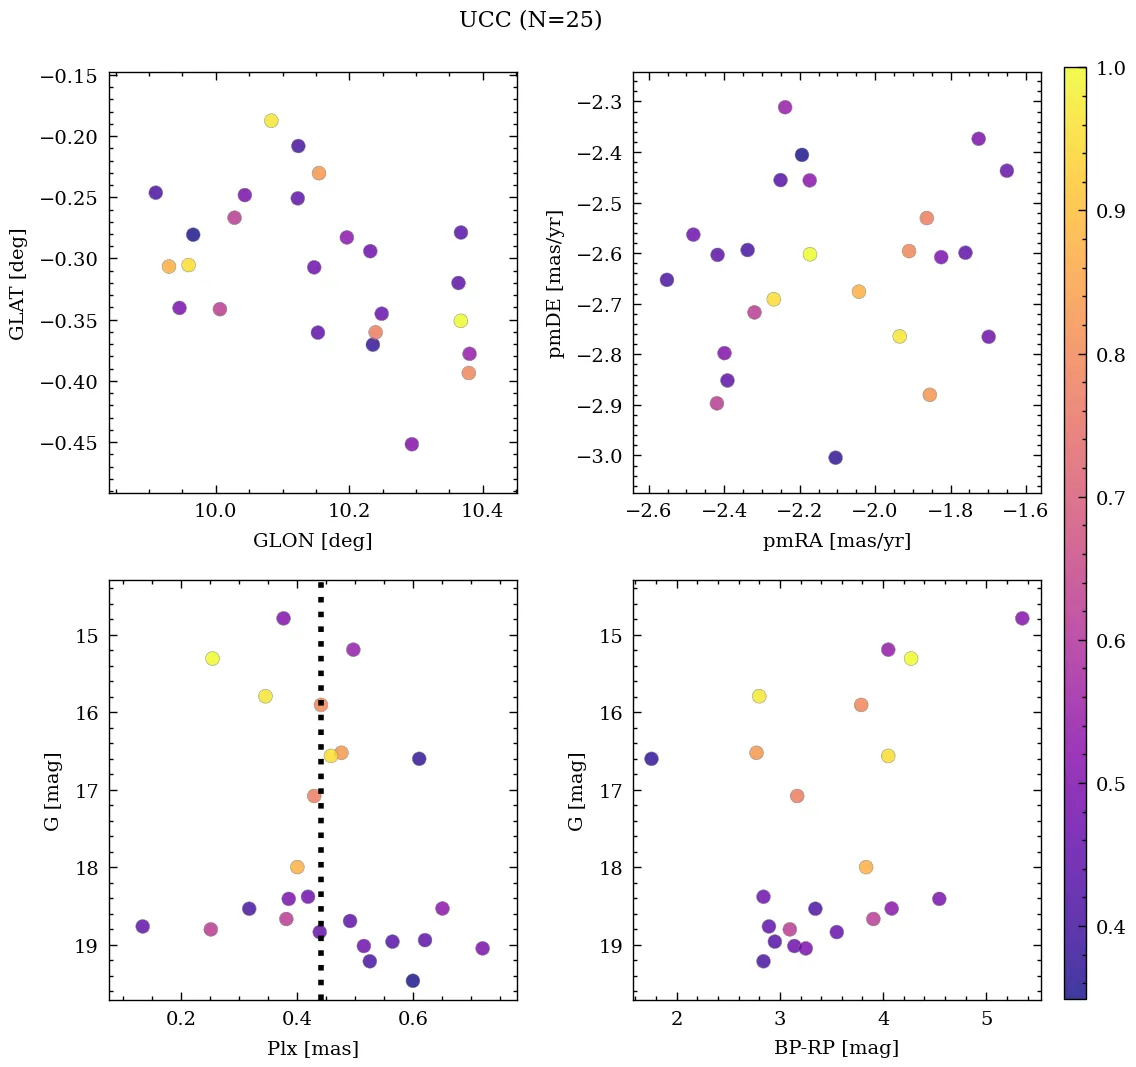 UCC (N=25)
−0.15
−0.20
−0.25
−0.30
−0.35
−0.40
−0.45
GLAT [deg]
10.0 10.2 10.4
GLON [deg]
−2.3
−2.4
−2.5
−2.6
−2.7
−2.8
−2.9
−3.0
pmDE [mas/yr]
−2.6 −2.4 −2.2 −2.0 −1.8 −1.6
pmRA [mas/yr]
15
16
17
18
19
G [mag]
0.2 0.4 0.6
Plx [mas]
15
16
17
18
19
G [mag]
2 3 4 5
BP-RP [mag]
1.0
0.9
0.8
0.7
0.6
0.5
0.4